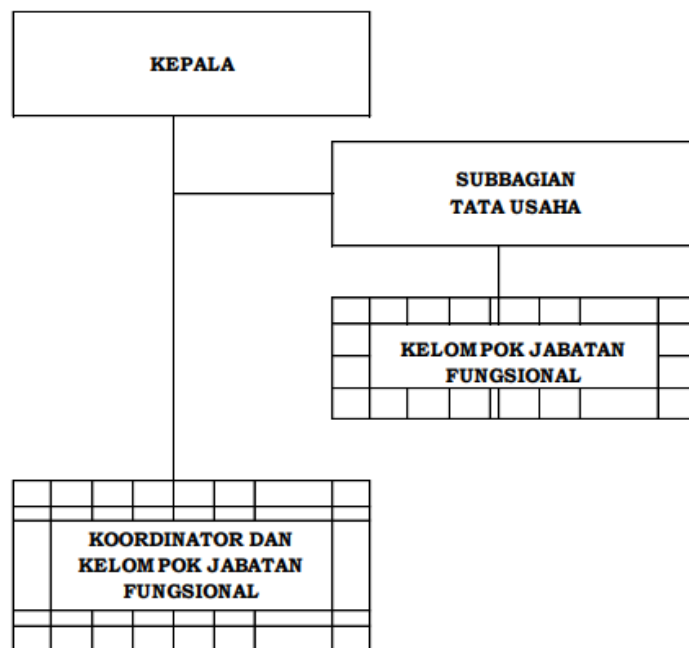 KEPALA
SUBBAGIAN
TATA USAHA
KELOMPOK JABATAN
FUNGSIONAL
KOORDINATOR DAN
KELOMPOK JABATAN
FUNGSIONAL